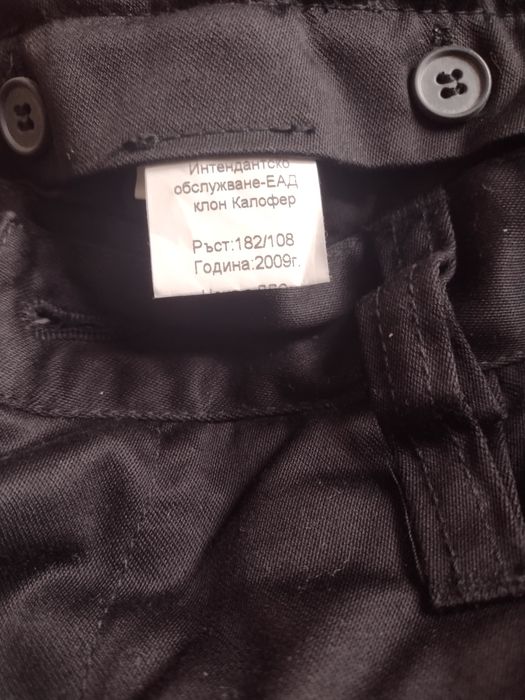 Интендантско
обслужване-ЕАД
клон Калофер
Ръст:182/108
Година:2009г.